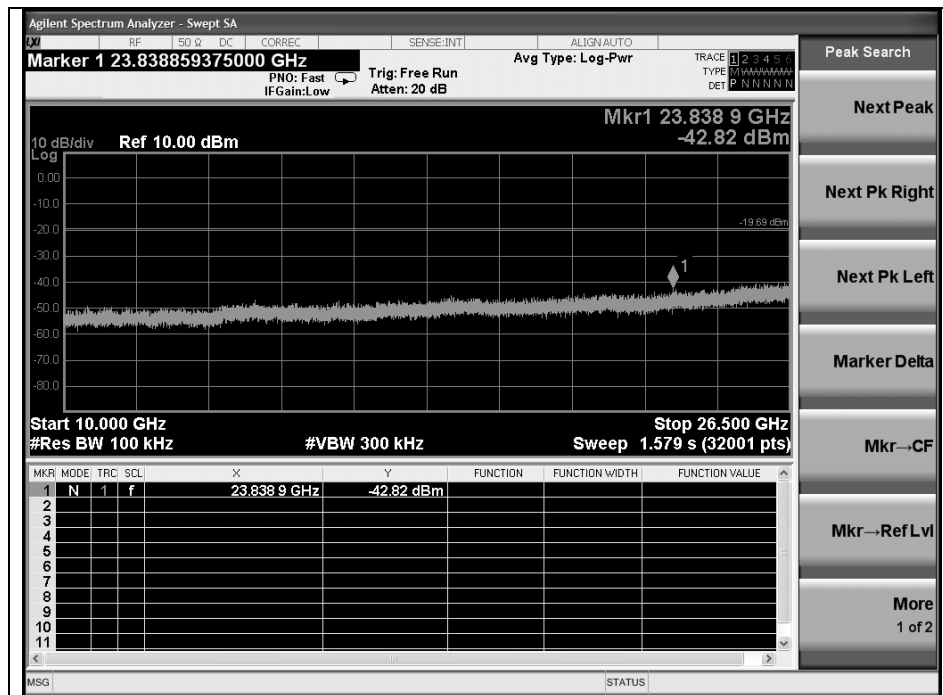 Agilent Spectrum Analyzer - Swept SA
LXI RF 50 Ω DC CORREC SENSE:INT ALIGNAUTO
Marker 1 23.838859375000 GHz
PNO: Fast
IFGain:Low
Trig: Free Run
Atten: 20 dB
Avg Type: Log-Pwr
TRACE 1 2 3 4 5 6
TYPE MWWWWW
DET P N N N N N
Peak Search
Next Peak
Next Pk Right
Next Pk Left
Marker Delta
Mkr→CF
Mkr→Ref Lvl
More
1 of 2
Mkr1 23.838 9 GHz
-42.82 dBm
10 dB/div Ref 10.00 dBm
Log
0.00
-10.0
-20.0
-30.0
-40.0
-50.0
-60.0
-70.0
-80.0
-19.69 dBm
1
Start 10.000 GHz Stop 26.500 GHz
#Res BW 100 kHz #VBW 300 kHz Sweep 1.579 s (32001 pts)
MKR MODE TRC SCL X Y FUNCTION FUNCTION WIDTH FUNCTION VALUE
1 N 1 f 23.838 9 GHz -42.82 dBm
2
3
4
5
6
7
8
9
10
11
MSG STATUS